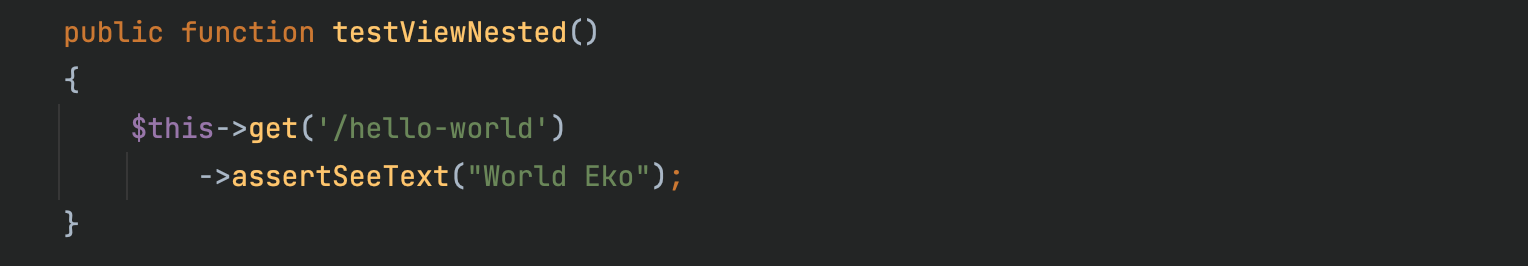 public function testViewNested()
{
    $this->get('/hello-world')
        ->assertSeeText("World Eko");
}